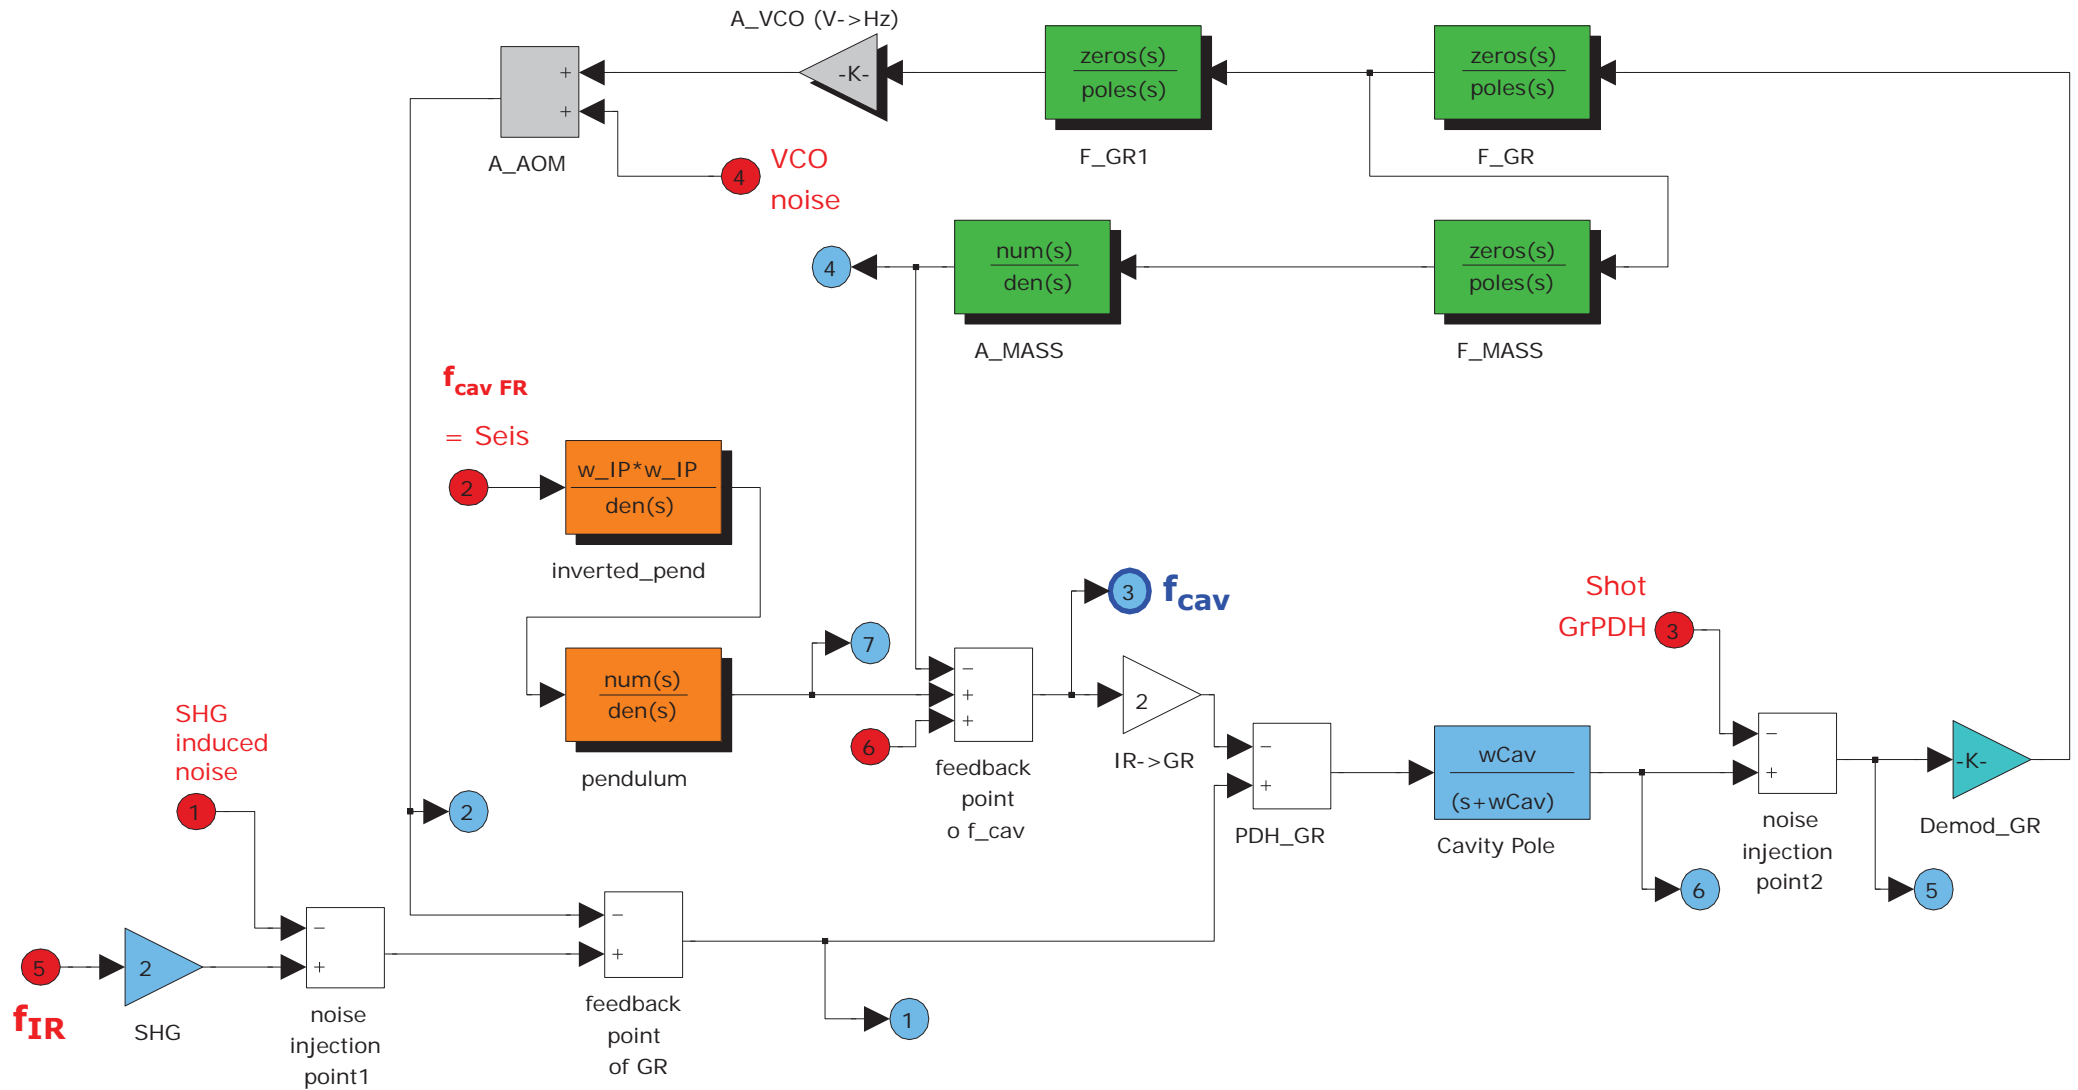 A_VCO (V->Hz)
+
+
A_AOM
-K-
zeros(s)
poles(s)
F_GR1
zeros(s)
poles(s)
F_GR
4
VCO
noise
4
num(s)
den(s)
A_MASS
zeros(s)
poles(s)
F_MASS
fcav FR
= Seis
2
w_IP*w_IP
den(s)
inverted_pend
num(s)
den(s)
pendulum
7
6
−
+
+
feedback
point
o f_cav
3
fcav
2
IR->GR
−
+
PDH_GR
wCav
(s+wCav)
Cavity Pole
6
Shot
GrPDH
3
−
+
noise
injection
point2
5
-K-
Demod_GR
SHG
induced
noise
1
2
5
fIR
2
SHG
−
+
noise
injection
point1
−
+
feedback
point
of GR
1